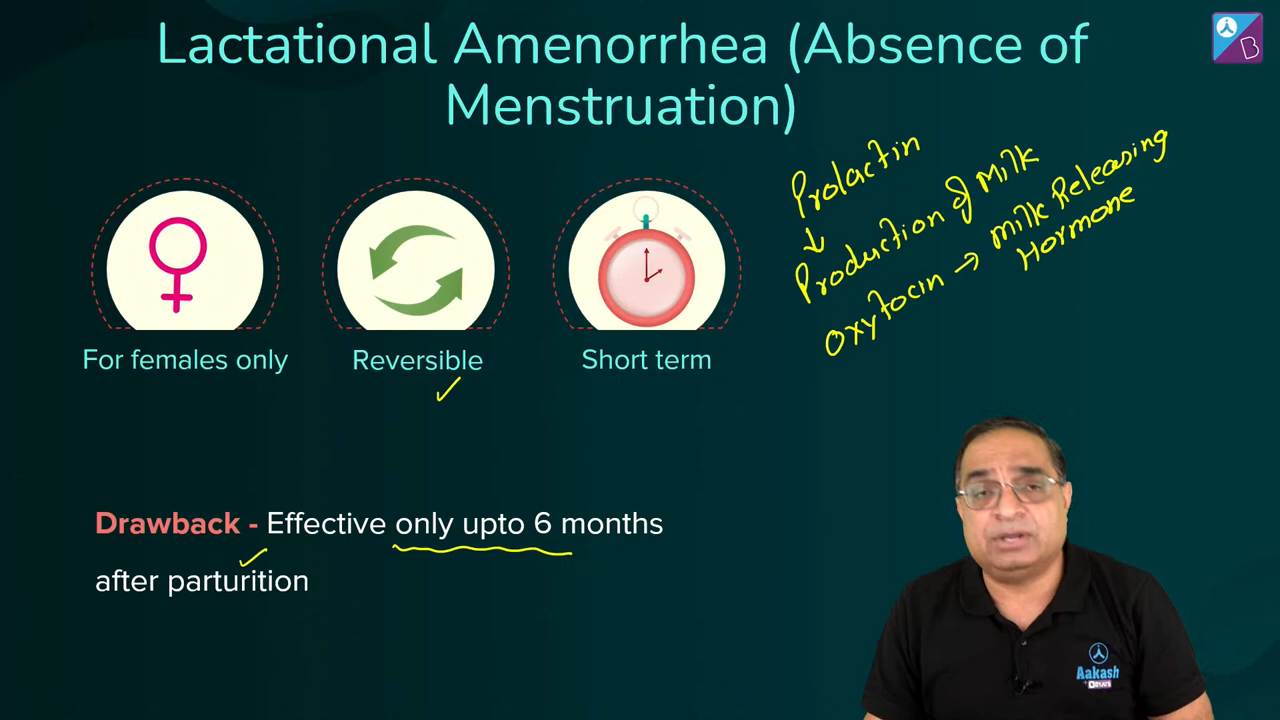 Lactational Amenorrhea (Absence of
Menstruation)
Prolactin
Production of Milk
Oxytocin → Milk Releasing
Hormone
For females only
Reversible
Short term
Drawback - Effective only upto 6 months
after parturition
Aakash
+ BYJU'S
B